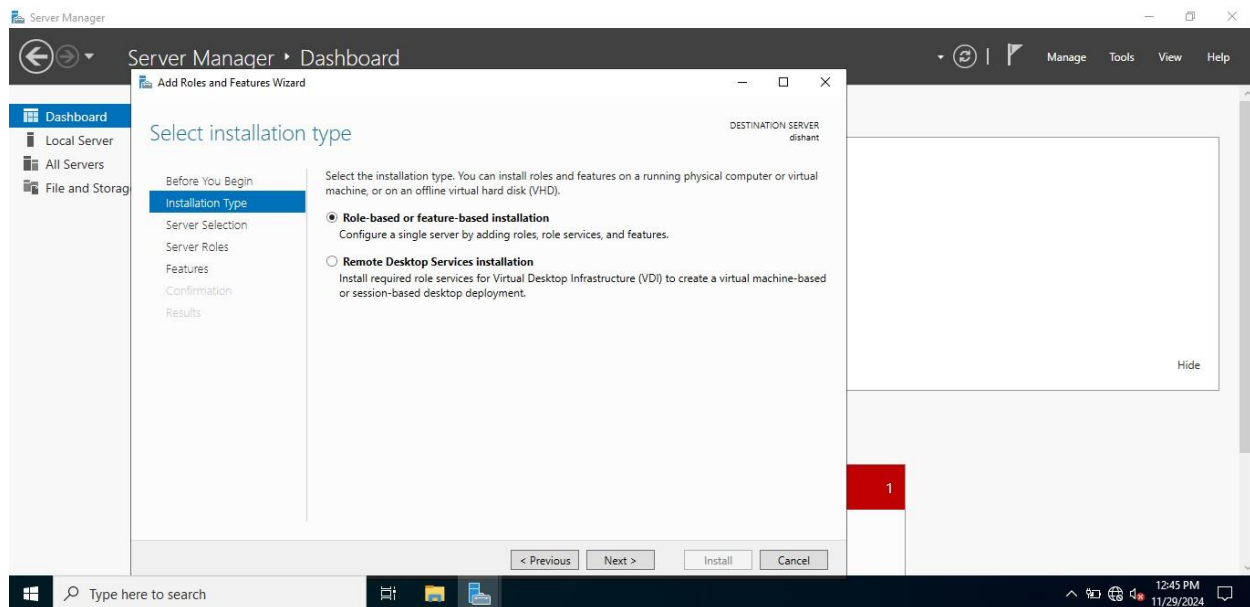 Server Manager
Server Manager • Dashboard
Manage Tools View Help
Add Roles and Features Wizard
Dashboard
Local Server
All Servers
File and Storag
Select installation type
DESTINATION SERVER
dishant
Before You Begin
Installation Type
Server Selection
Server Roles
Features
Confirmation
Results
Select the installation type. You can install roles and features on a running physical computer or virtual
machine, or on an offline virtual hard disk (VHD).
Role-based or feature-based installation
Configure a single server by adding roles, role services, and features.
Remote Desktop Services installation
Install required role services for Virtual Desktop Infrastructure (VDI) to create a virtual machine-based
or session-based desktop deployment.
Hide
1
< Previous Next > Install Cancel
Type here to search
12:45 PM
11/29/2024